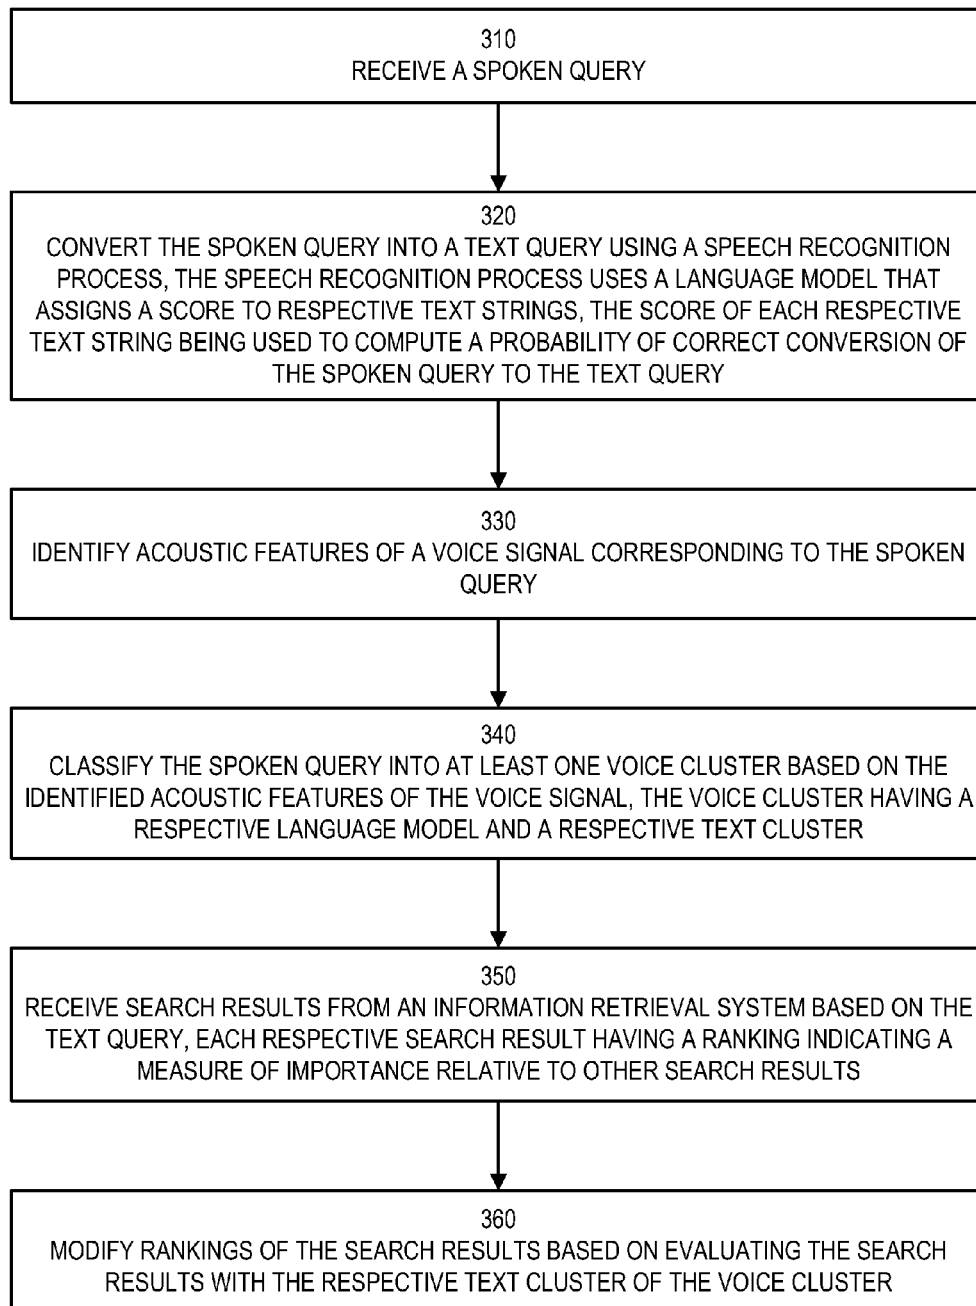 310
RECEIVE A SPOKEN QUERY
320
CONVERT THE SPOKEN QUERY INTO A TEXT QUERY USING A SPEECH RECOGNITION
PROCESS, THE SPEECH RECOGNITION PROCESS USES A LANGUAGE MODEL THAT
ASSIGNS A SCORE TO RESPECTIVE TEXT STRINGS, THE SCORE OF EACH RESPECTIVE
TEXT STRING BEING USED TO COMPUTE A PROBABILITY OF CORRECT CONVERSION OF
THE SPOKEN QUERY TO THE TEXT QUERY
330
IDENTIFY ACOUSTIC FEATURES OF A VOICE SIGNAL CORRESPONDING TO THE SPOKEN
QUERY
340
CLASSIFY THE SPOKEN QUERY INTO AT LEAST ONE VOICE CLUSTER BASED ON THE
IDENTIFIED ACOUSTIC FEATURES OF THE VOICE SIGNAL, THE VOICE CLUSTER HAVING A
RESPECTIVE LANGUAGE MODEL AND A RESPECTIVE TEXT CLUSTER
350
RECEIVE SEARCH RESULTS FROM AN INFORMATION RETRIEVAL SYSTEM BASED ON THE
TEXT QUERY, EACH RESPECTIVE SEARCH RESULT HAVING A RANKING INDICATING A
MEASURE OF IMPORTANCE RELATIVE TO OTHER SEARCH RESULTS
360
MODIFY RANKINGS OF THE SEARCH RESULTS BASED ON EVALUATING THE SEARCH
RESULTS WITH THE RESPECTIVE TEXT CLUSTER OF THE VOICE CLUSTER